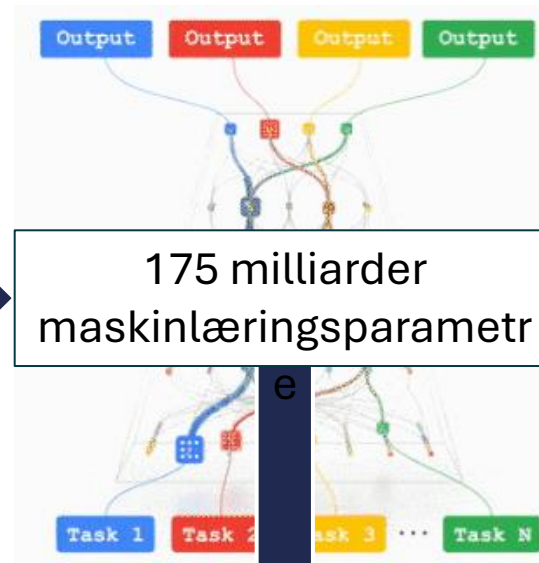 Output Output Output Output
175 milliarder
maskinlæringsparametr
e
Task 1 Task 2 ask 3 ... Task N